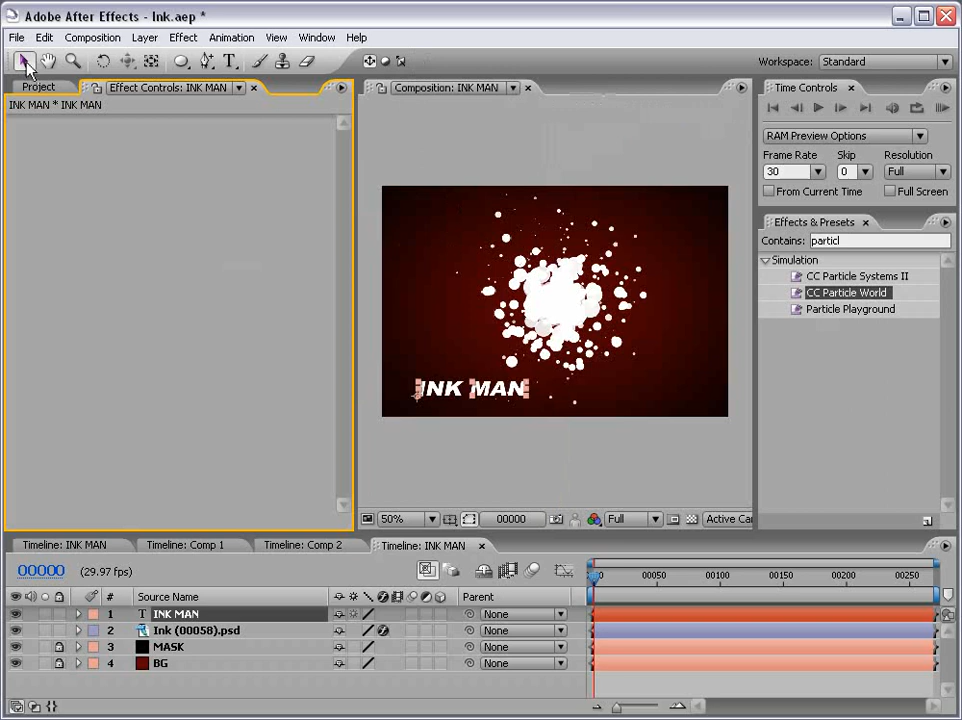 Adobe After Effects - Ink.aep *
File Edit Composition Layer Effect Animation View Window Help
Workspace: Standard
Project Effect Controls: INK MAN
INK MAN * INK MAN
Composition: INK MAN
INK MAN
50% 00000 Full Active Ca
Time Controls
RAM Preview Options
Frame Rate Skip Resolution
30 0 Full
From Current Time Full Screen
Effects & Presets
Contains: particl
Simulation
CC Particle Systems II
CC Particle World
Particle Playground
Timeline: INK MAN Timeline: Comp 1 Timeline: Comp 2 Timeline: INK MAN
00000 (29.97 fps)
00050 00100 00150 00200 00250
# Source Name Parent
1 T INK MAN None
2 Ink (00058).psd None
3 MASK None
4 BG None